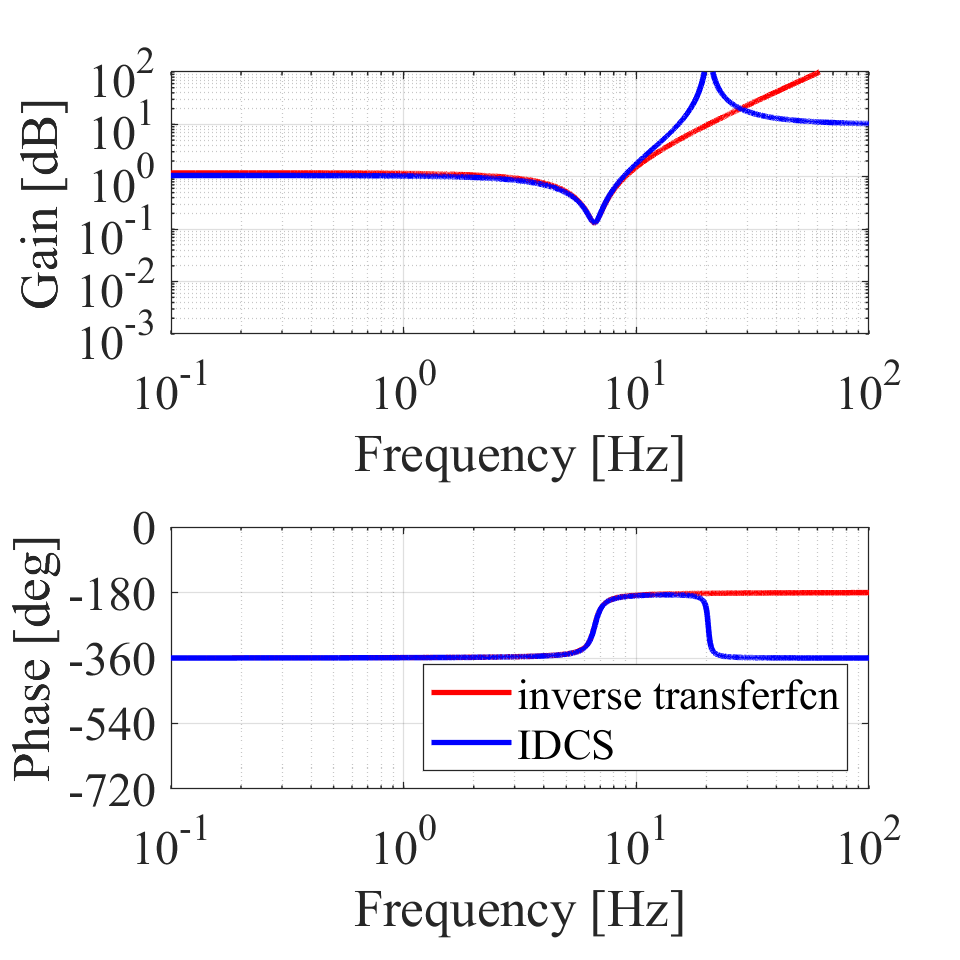 Gain [dB]
10^2
10^1
10^0
10^-1
10^-2
10^-3
10^-1 10^0 10^1 10^2
Frequency [Hz]
Phase [deg]
0
-180
-360
-540
-720
inverse transferfcn
IDCS
10^-1 10^0 10^1 10^2
Frequency [Hz]